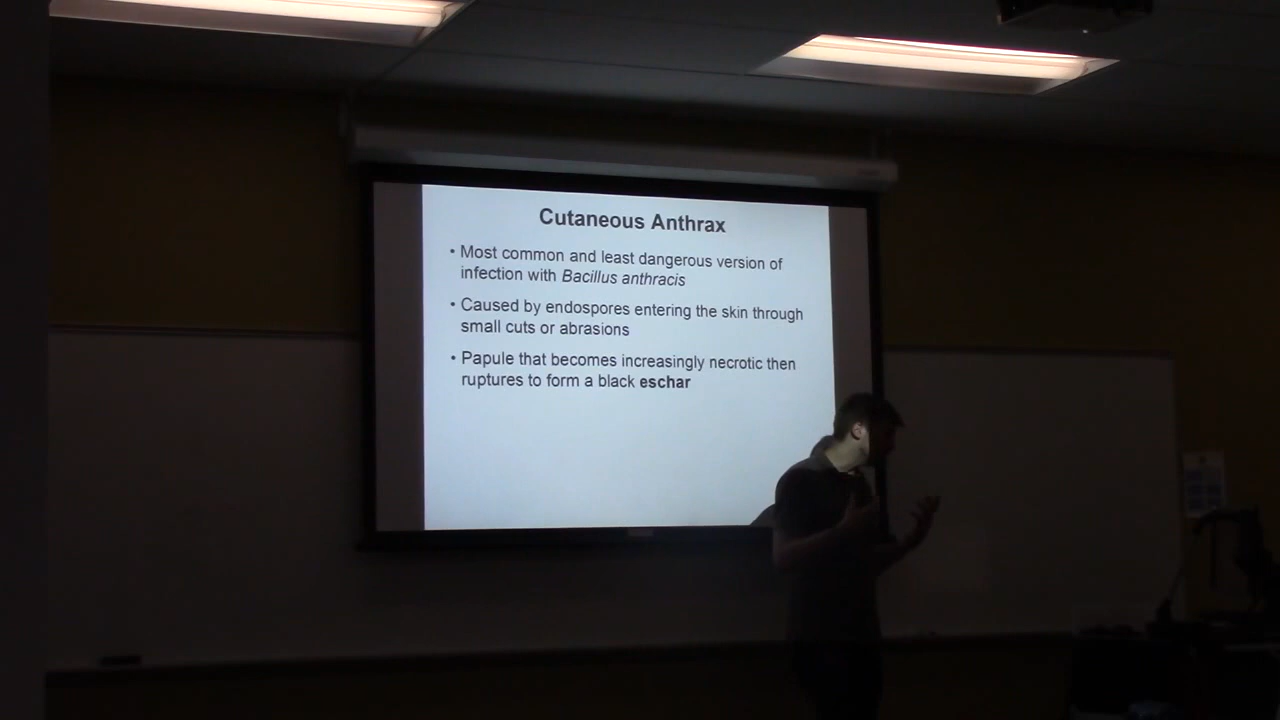 Cutaneous Anthrax
• Most common and least dangerous version of
infection with Bacillus anthracis
• Caused by endospores entering the skin through
small cuts or abrasions
• Papule that becomes increasingly necrotic then
ruptures to form a black eschar